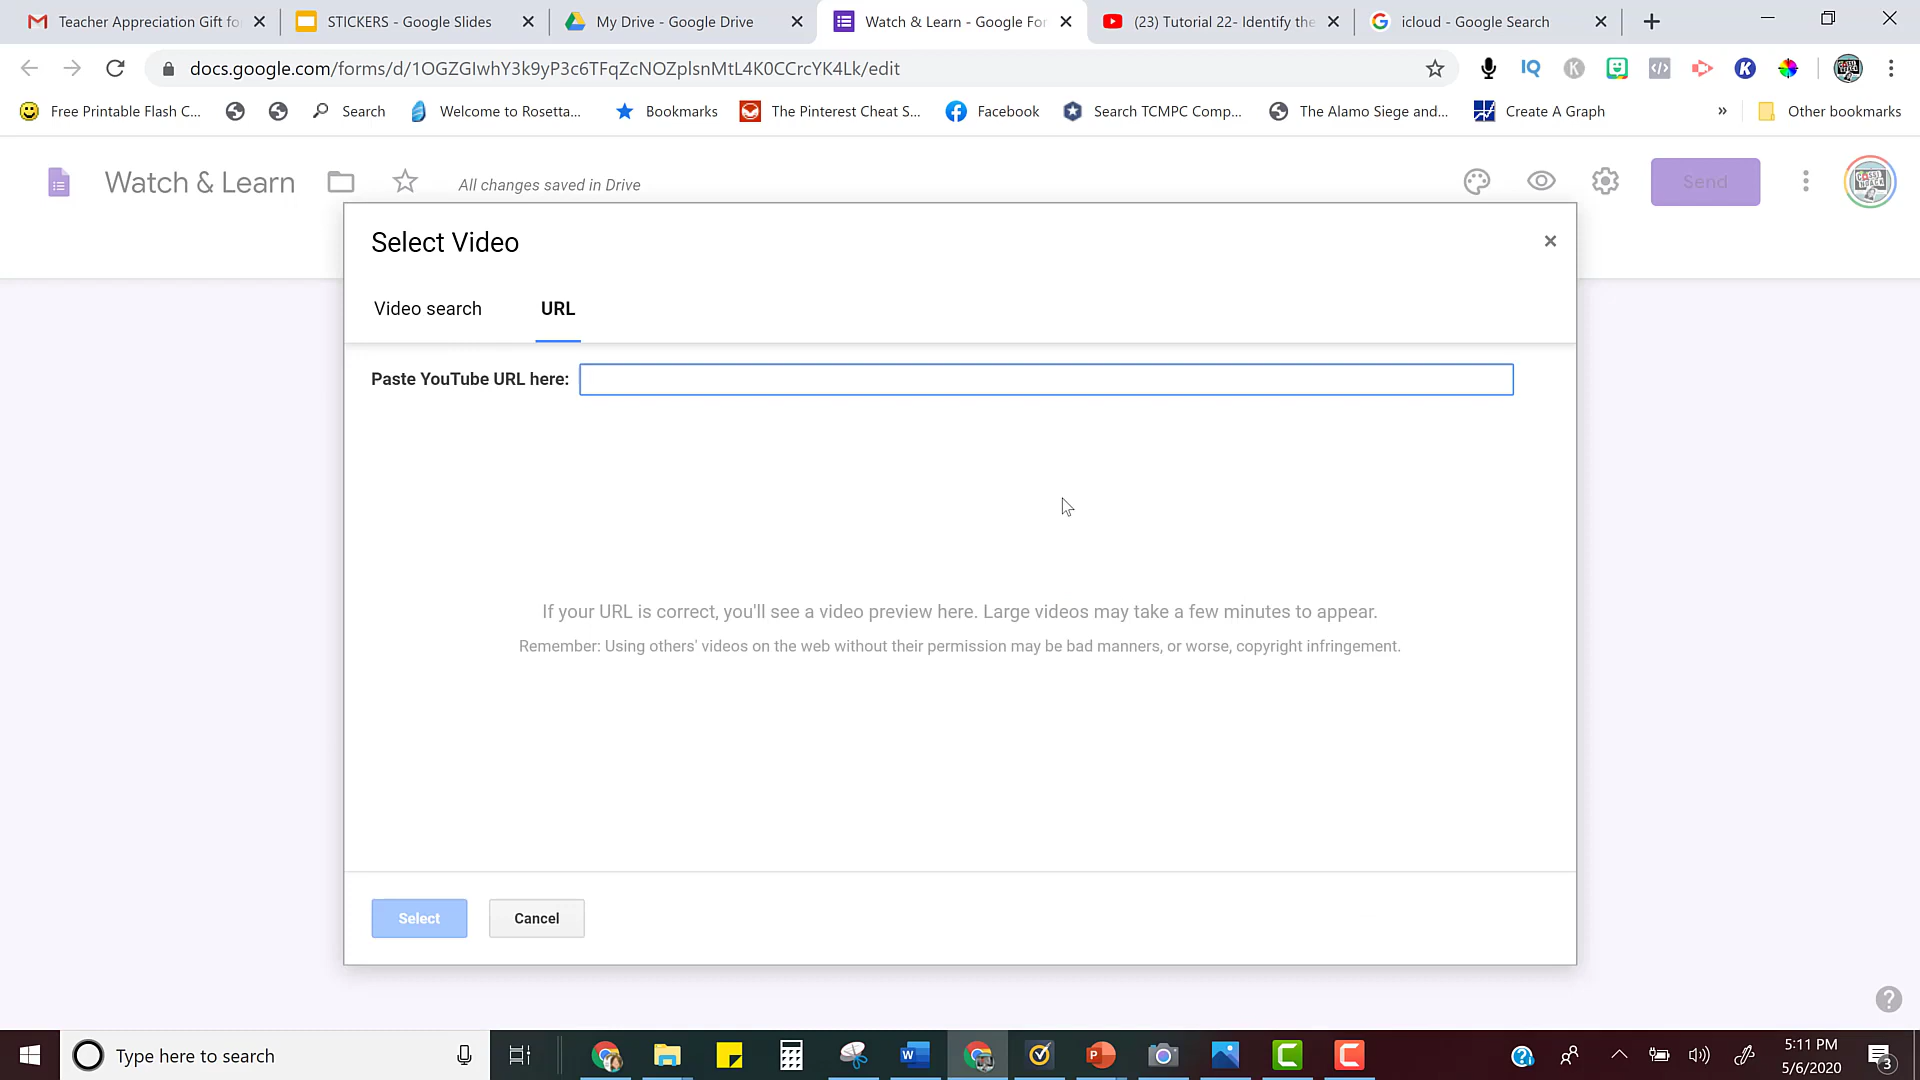 Teacher Appreciation Gift fo
STICKERS - Google Slides
My Drive - Google Drive
Watch & Learn - Google For
(23) Tutorial 22- Identify the
icloud - Google Search
docs.google.com/forms/d/1OGZGIwhY3k9yP3c6TFqZcNOZplsnMtL4K0CCrcYK4Lk/edit
IQ
Free Printable Flash C...
Search
Welcome to Rosetta...
Bookmarks
The Pinterest Cheat S...
Facebook
Search TCMPC Comp...
The Alamo Siege and...
Create A Graph
»
Other bookmarks
Watch & Learn
All changes saved in Drive
Send
Select Video
Video search
URL
Paste YouTube URL here:
If your URL is correct, you'll see a video preview here. Large videos may take a few minutes to appear.
Remember: Using others' videos on the web without their permission may be bad manners, or worse, copyright infringement.
Select
Cancel
Type here to search
5:11 PM
5/6/2020
3